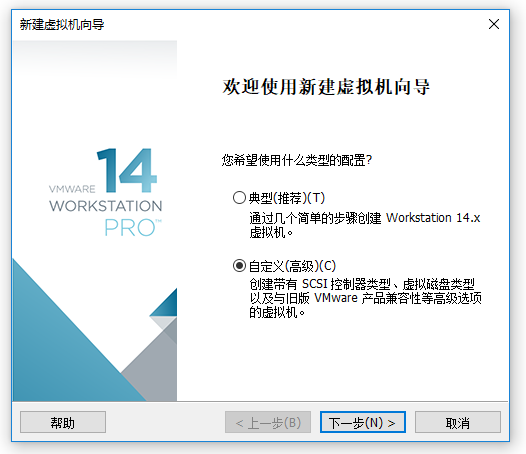 新建虚拟机向导
欢迎使用新建虚拟机向导
14
VMWARE
WORKSTATION
PRO™
您希望使用什么类型的配置?
典型(推荐)(T)
通过几个简单的步骤创建 Workstation 14.x
虚拟机。
自定义(高级)(C)
创建带有 SCSI 控制器类型、虚拟磁盘类型
以及与旧版 VMware 产品兼容性等高级选项
的虚拟机。
帮助
< 上一步(B)
下一步(N) >
取消